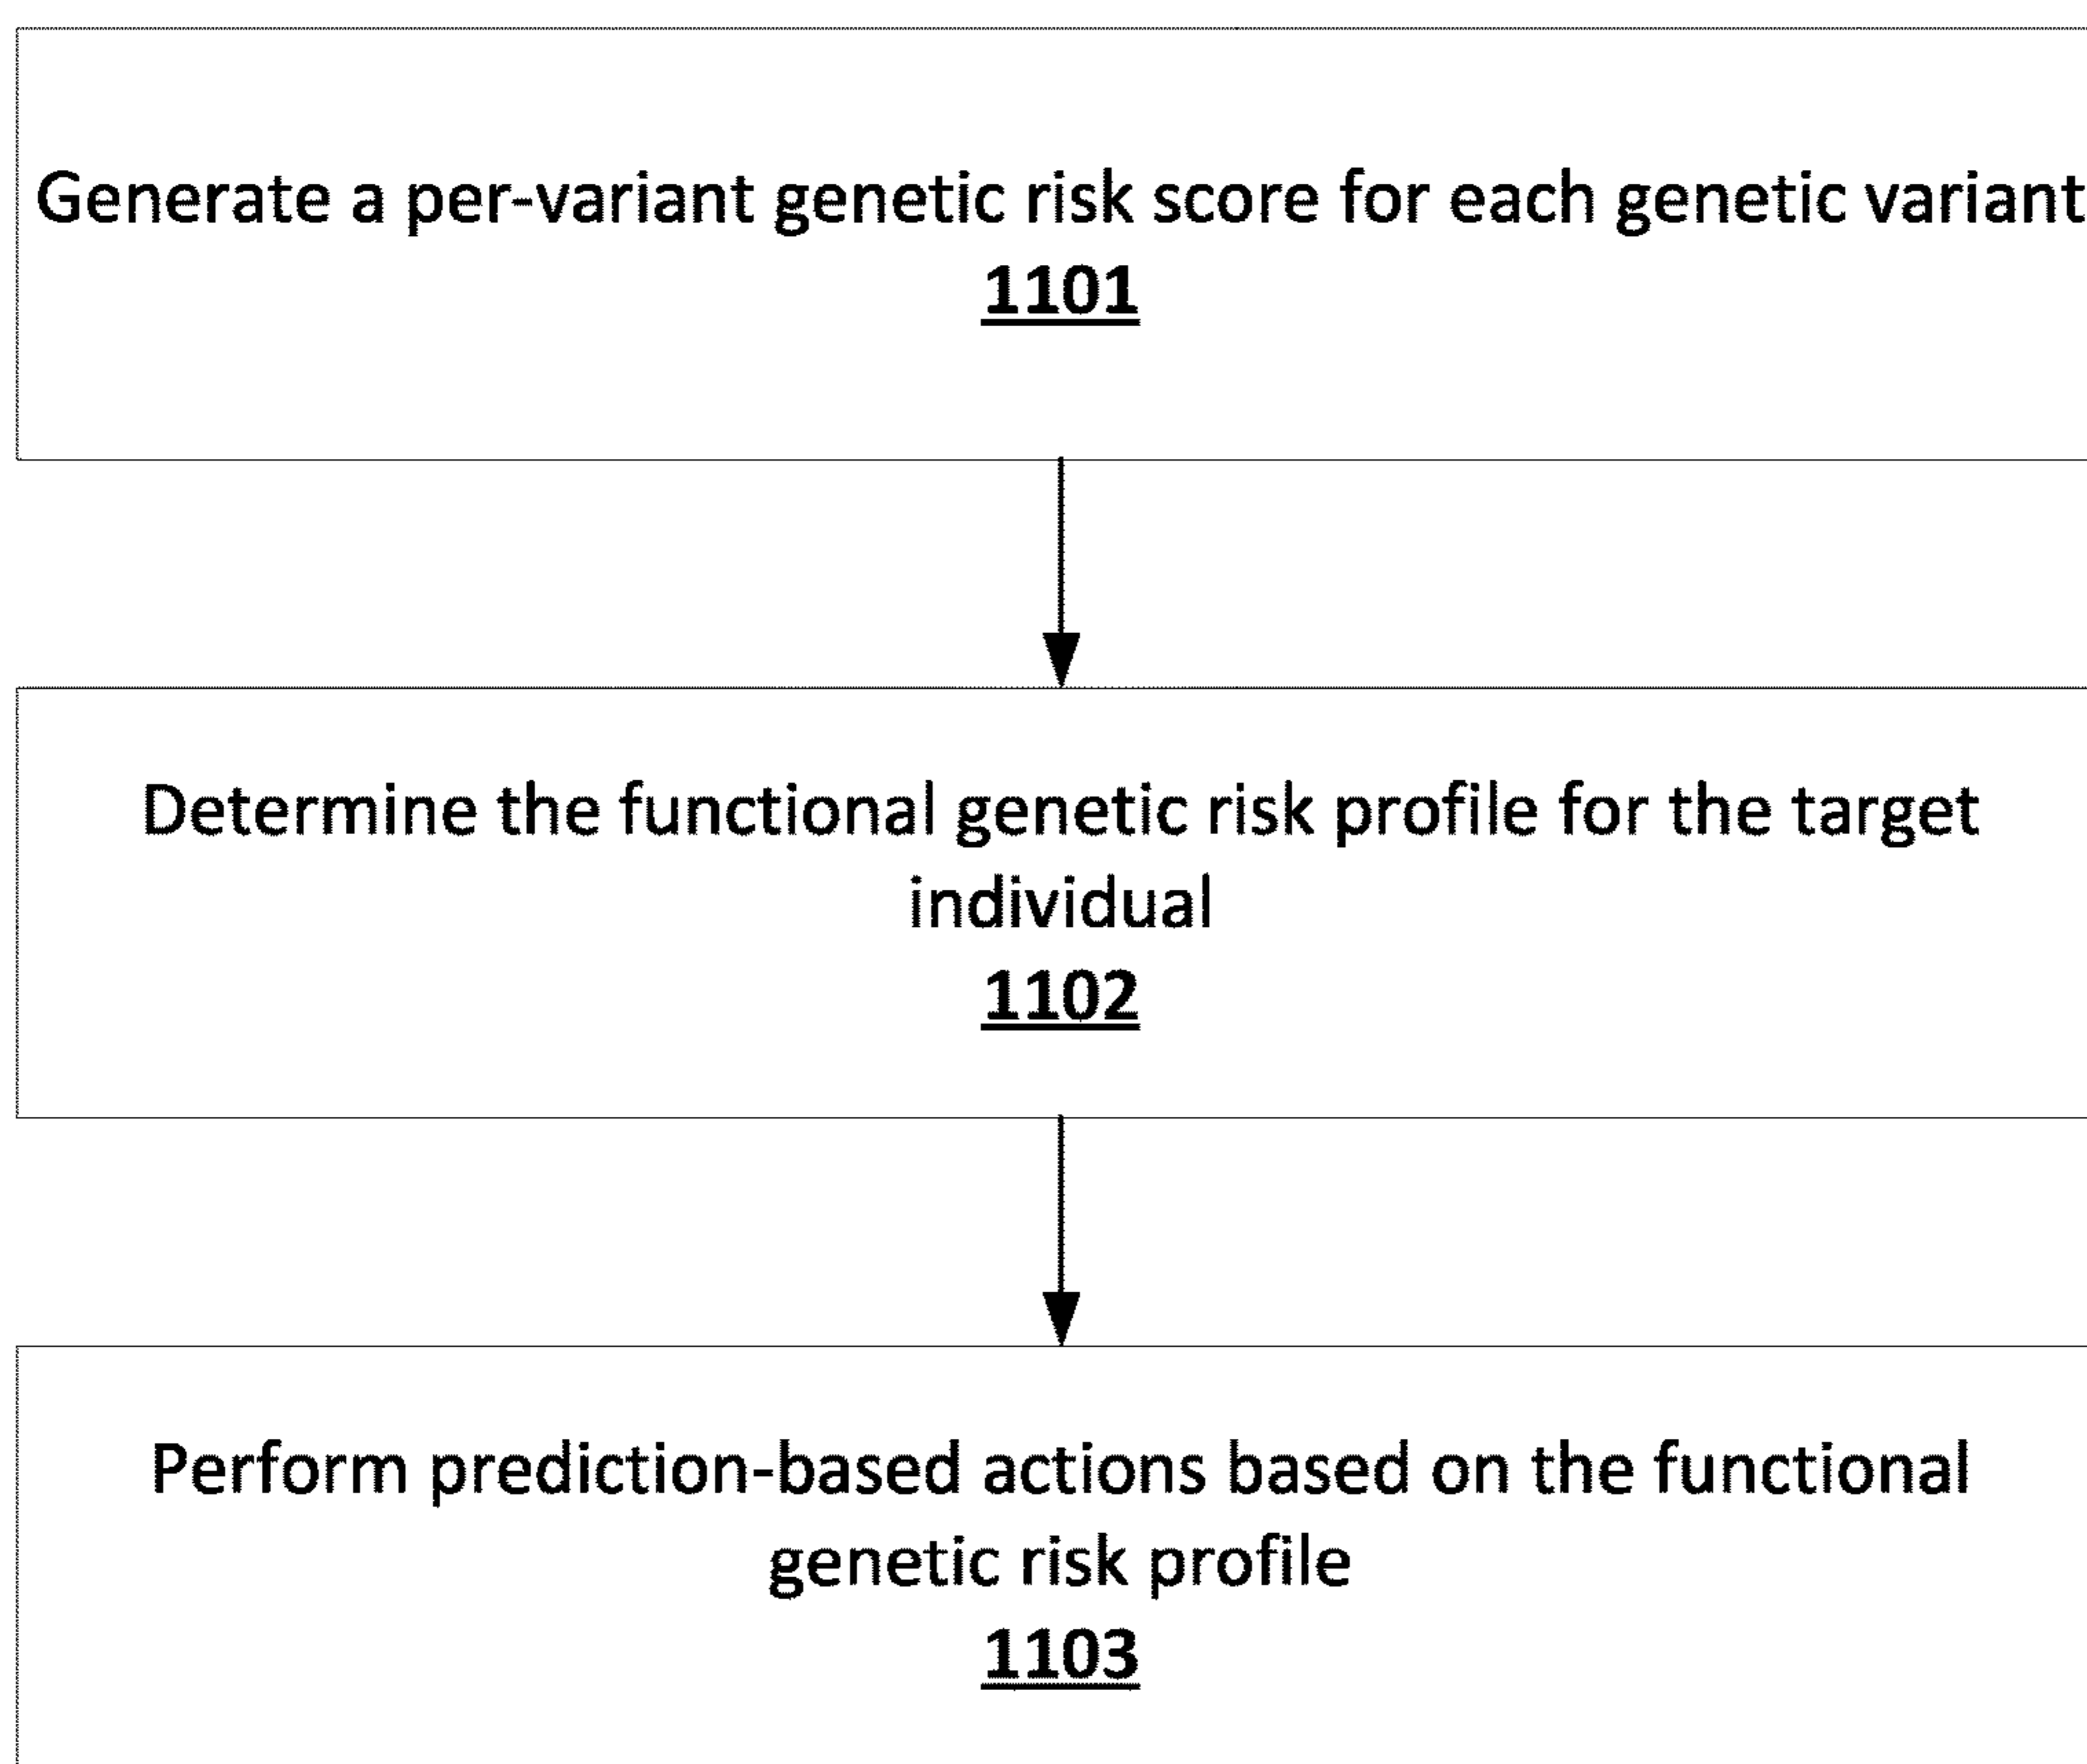 Generate a per-variant genetic risk score for each genetic variant
1101
Determine the functional genetic risk profile for the target
individual
1102
Perform prediction-based actions based on the functional
genetic risk profile
1103